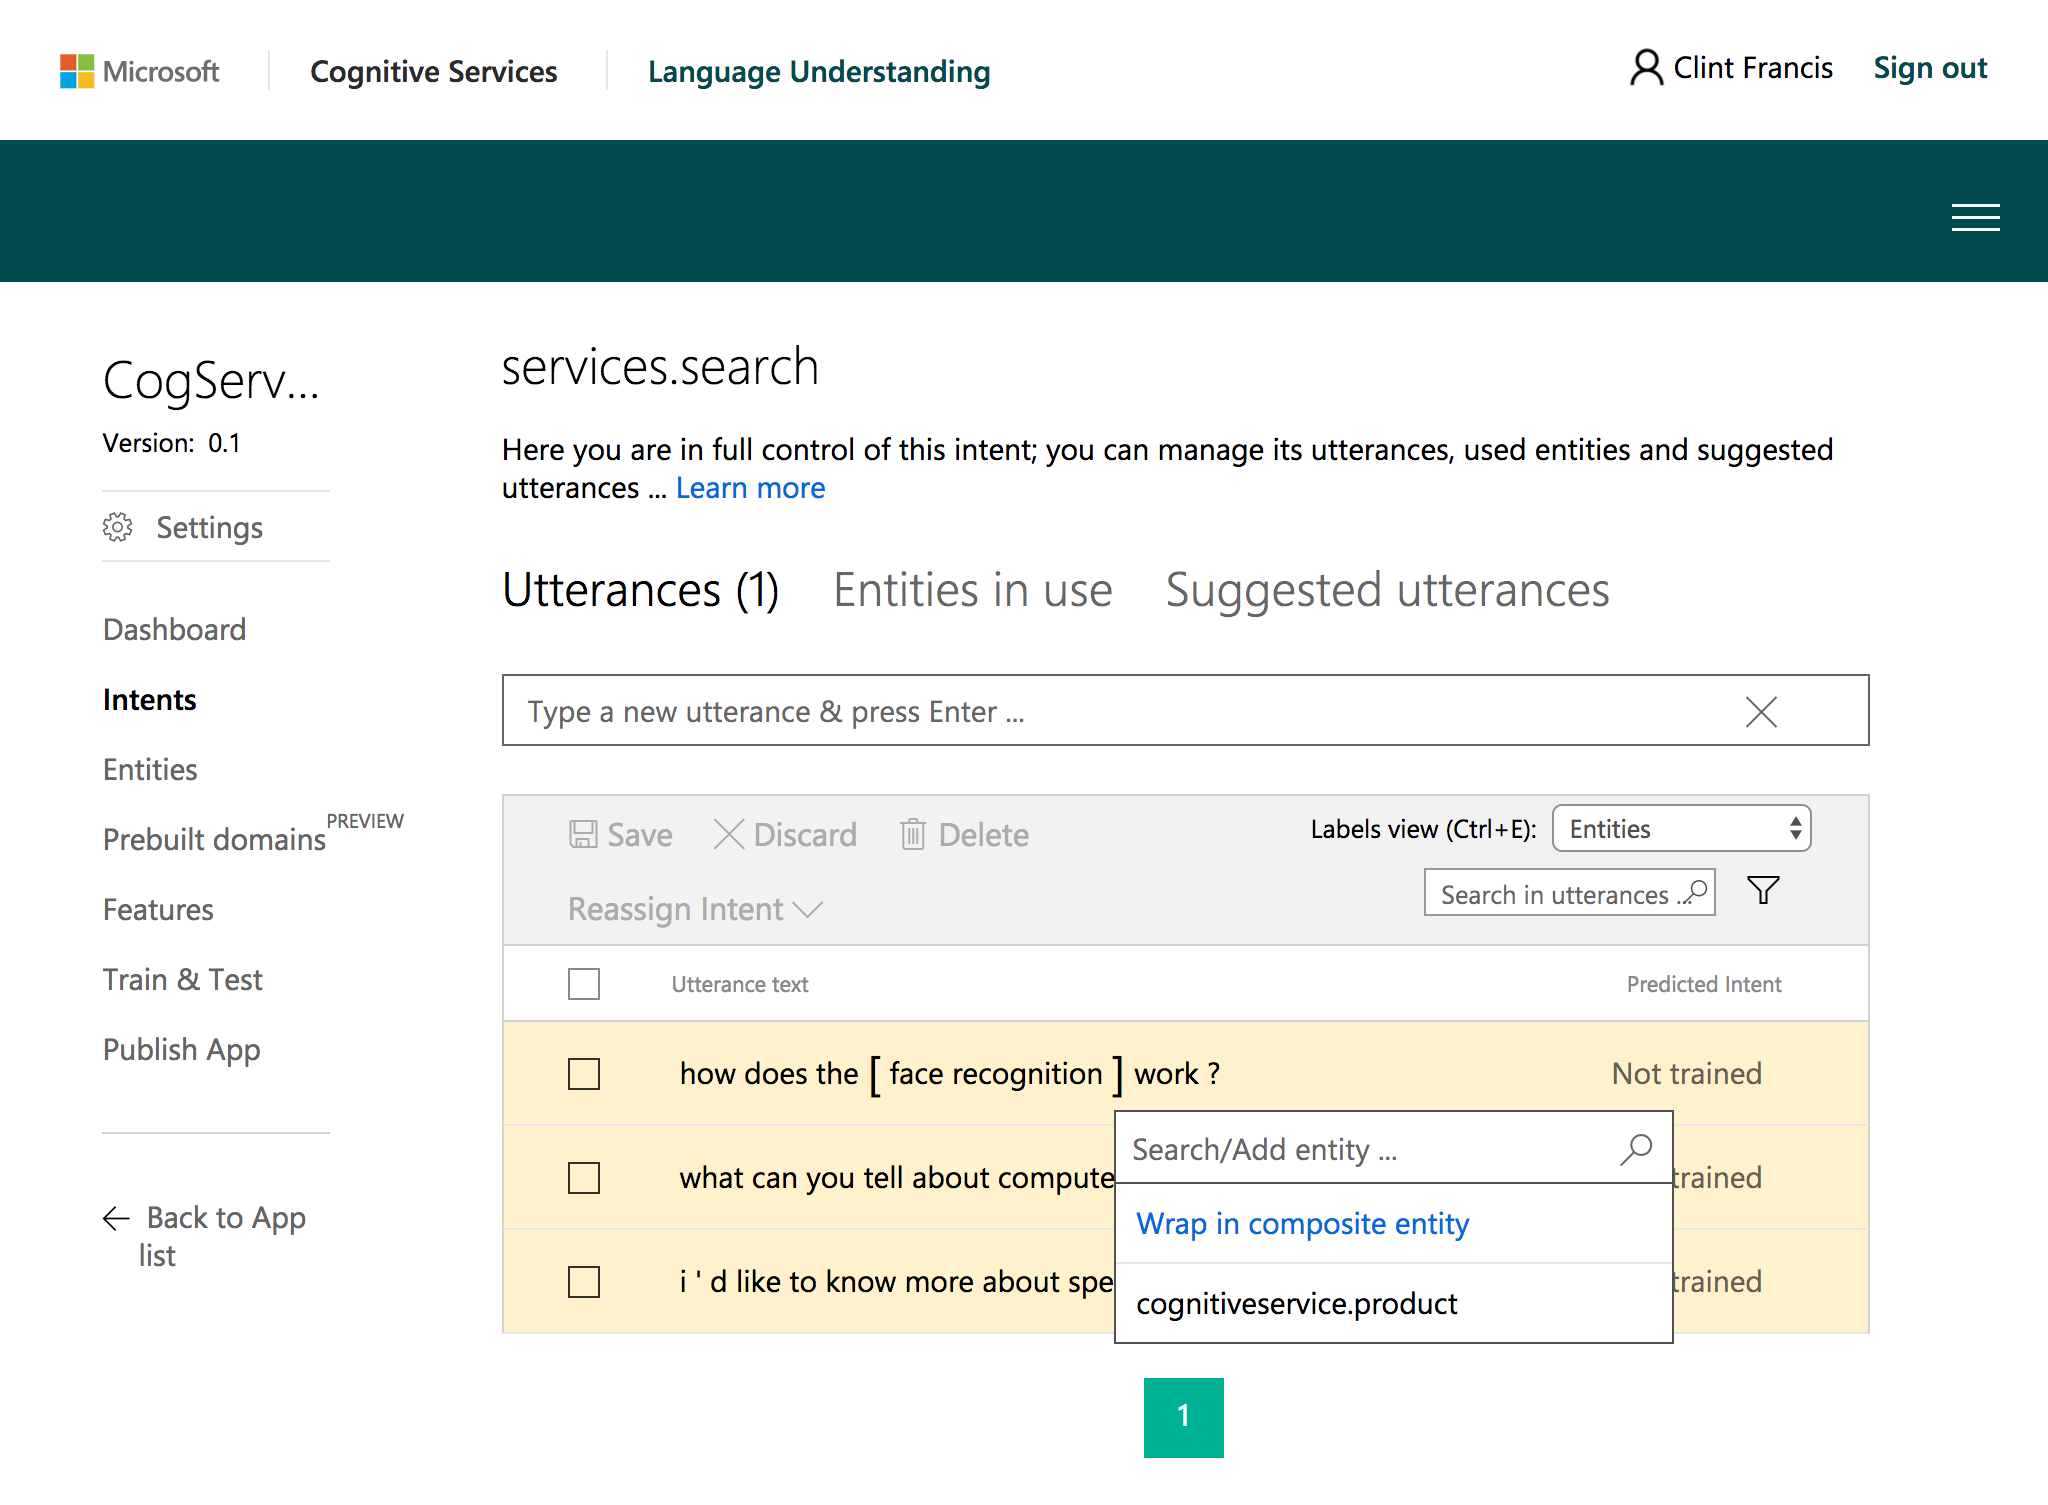 Microsoft
Cognitive Services
Language Understanding
Clint Francis
Sign out
CogServ...
Version: 0.1
Settings
Dashboard
Intents
Entities
Prebuilt domains PREVIEW
Features
Train & Test
Publish App
Back to App
list
services.search
Here you are in full control of this intent; you can manage its utterances, used entities and suggested
utterances ... Learn more
Utterances (1)
Entities in use
Suggested utterances
Type a new utterance & press Enter ...
Save
Discard
Delete
Labels view (Ctrl+E):
Entities
Reassign Intent
Search in utterances ...
Utterance text
Predicted Intent
how does the [ face recognition ] work ?
Not trained
what can you tell about compute
trained
i ' d like to know more about spe
trained
Search/Add entity ...
Wrap in composite entity
cognitiveservice.product
1